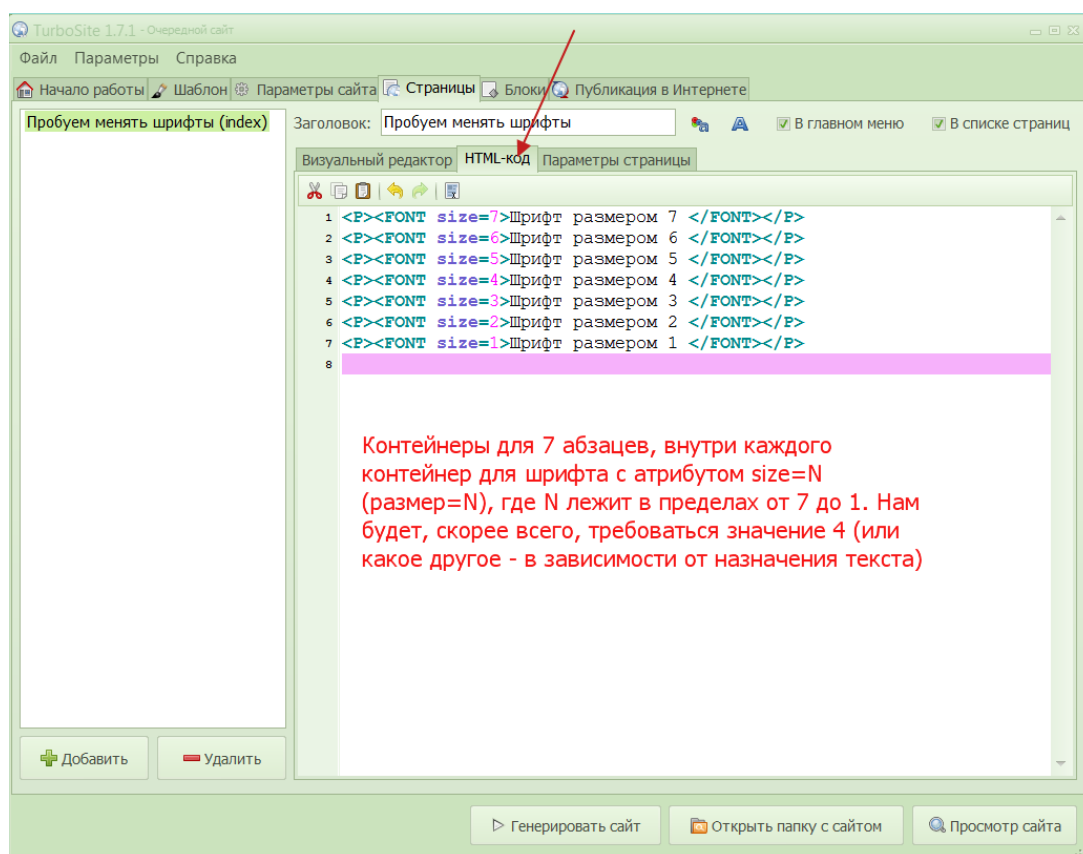 TurboSite 1.7.1 - Очередной сайт
Файл Параметры Справка
Начало работы Шаблон Параметры сайта Страницы Блоки Публикация в Интернете
Пробуем менять шрифты (index)
Заголовок: Пробуем менять шрифты В главном меню В списке страниц
Визуальный редактор HTML-код Параметры страницы
1 <P><FONT size=7>Шрифт размером 7 </FONT></P>
2 <P><FONT size=6>Шрифт размером 6 </FONT></P>
3 <P><FONT size=5>Шрифт размером 5 </FONT></P>
4 <P><FONT size=4>Шрифт размером 4 </FONT></P>
5 <P><FONT size=3>Шрифт размером 3 </FONT></P>
6 <P><FONT size=2>Шрифт размером 2 </FONT></P>
7 <P><FONT size=1>Шрифт размером 1 </FONT></P>
8
Контейнеры для 7 абзацев, внутри каждого
контейнер для шрифта с атрибутом size=N
(размер=N), где N лежит в пределах от 7 до 1. Нам
будет, скорее всего, требоваться значение 4 (или
какое другое - в зависимости от назначения текста)
Добавить Удалить
Генерировать сайт Открыть папку с сайтом Просмотр сайта